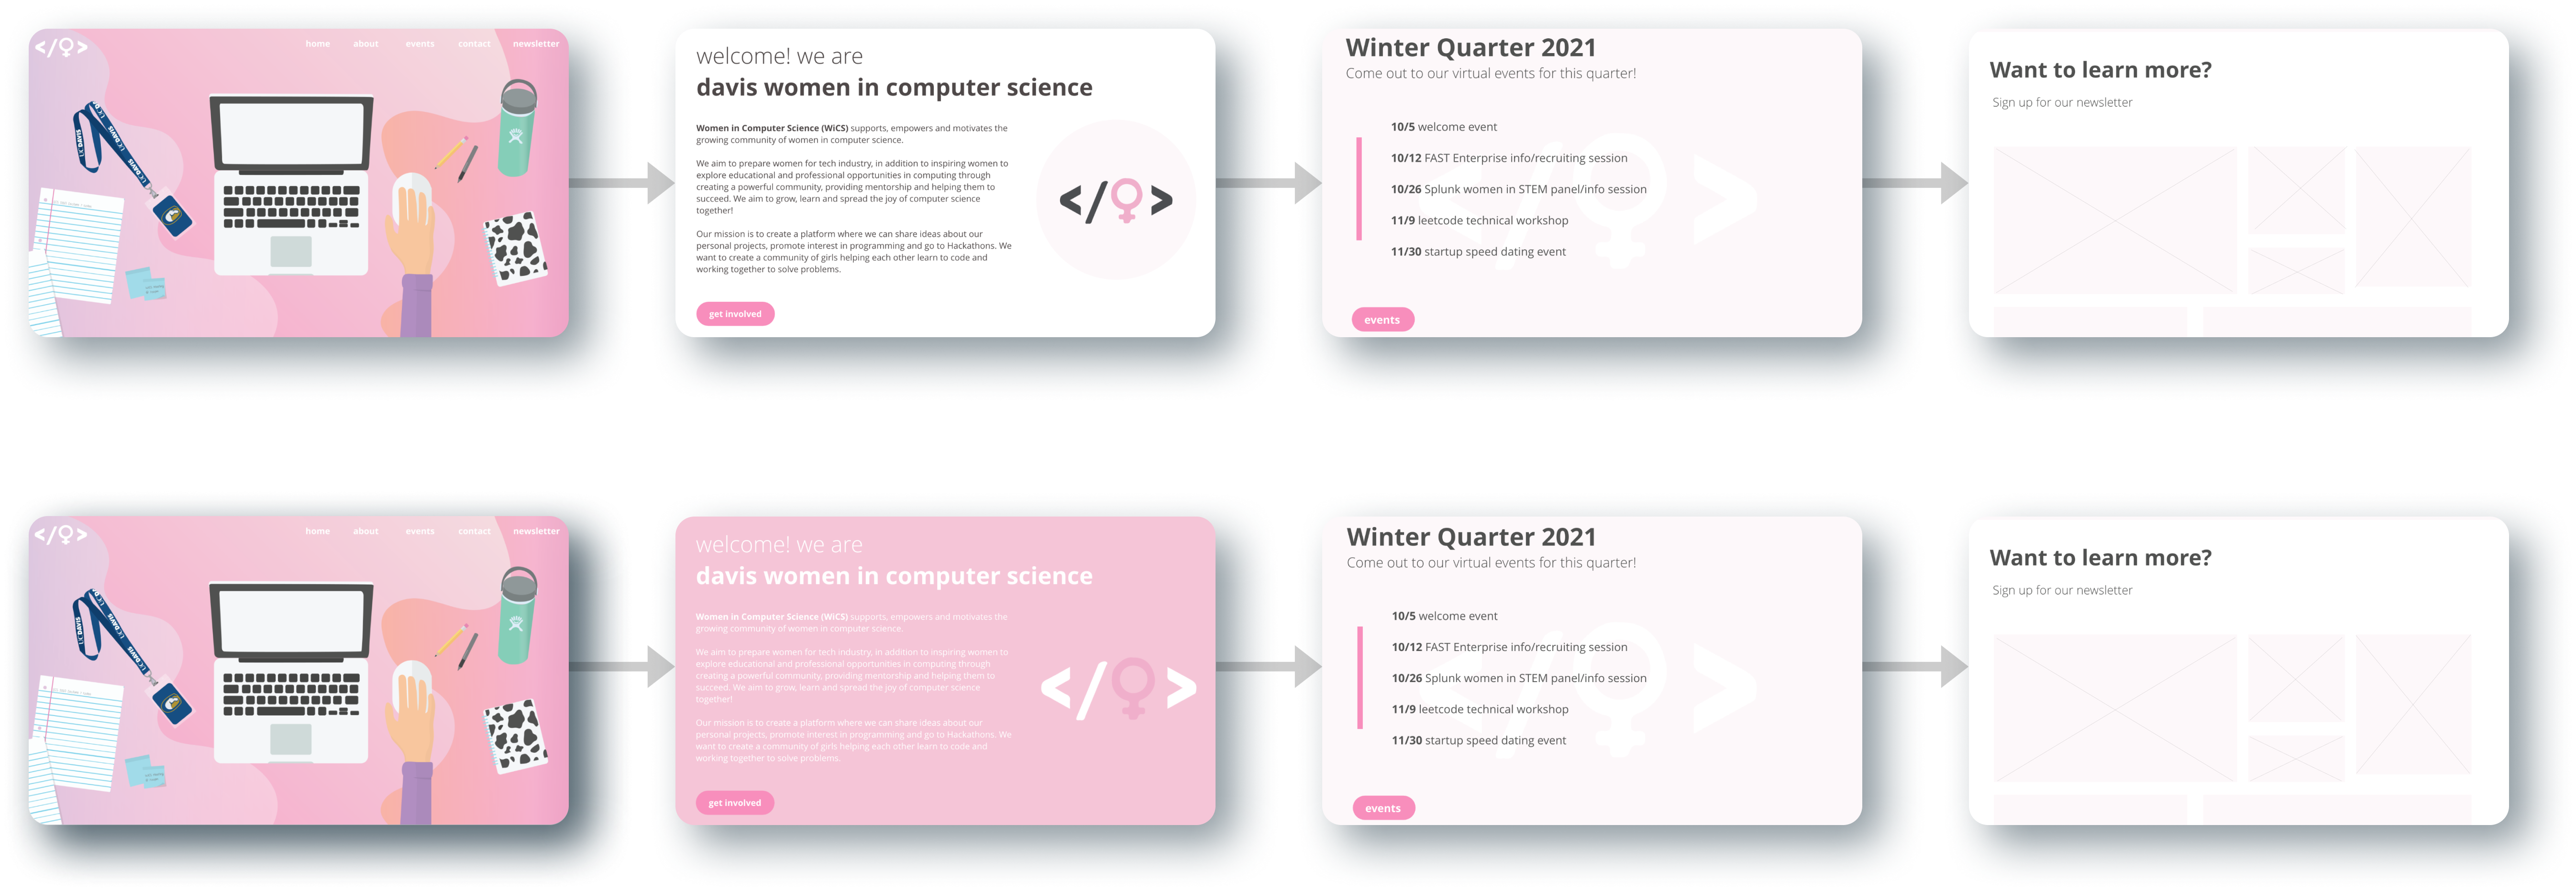 </♀>
home about events contact newsletter
UC DAVIS
UC DAVIS
welcome! we are
davis women in computer science
Women in Computer Science (WiCS) supports, empowers and motivates the
growing community of women in computer science.
We aim to prepare women for tech industry, in addition to inspiring women to
explore educational and professional opportunities in computing through
creating a powerful community, providing mentorship and helping them to
succeed. We aim to grow, learn and spread the joy of computer science
together!
Our mission is to create a platform where we can share ideas about our
personal projects, promote interest in programming and go to Hackathons. We
want to create a community of girls helping each other learn to code and
working together to solve problems.
get involved
</♀>
Winter Quarter 2021
Come out to our virtual events for this quarter!
10/5 welcome event
10/12 FAST Enterprise info/recruiting session
10/26 Splunk women in STEM panel/info session
11/9 leetcode technical workshop
11/30 startup speed dating event
events
</♀>
Want to learn more?
Sign up for our newsletter
</♀>
home about events contact newsletter
UC DAVIS
UC DAVIS
welcome! we are
davis women in computer science
Women in Computer Science (WiCS) supports, empowers and motivates the
growing community of women in computer science.
We aim to prepare women for tech industry, in addition to inspiring women to
explore educational and professional opportunities in computing through
creating a powerful community, providing mentorship and helping them to
succeed. We aim to grow, learn and spread the joy of computer science
together!
Our mission is to create a platform where we can share ideas about our
personal projects, promote interest in programming and go to Hackathons. We
want to create a community of girls helping each other learn to code and
working together to solve problems.
get involved
</♀>
Winter Quarter 2021
Come out to our virtual events for this quarter!
10/5 welcome event
10/12 FAST Enterprise info/recruiting session
10/26 Splunk women in STEM panel/info session
11/9 leetcode technical workshop
11/30 startup speed dating event
events
</♀>
Want to learn more?
Sign up for our newsletter